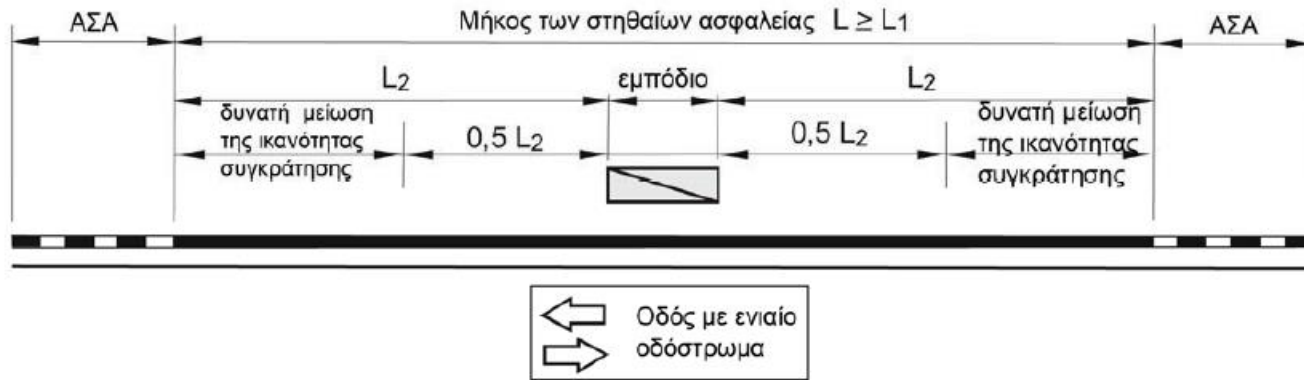 ΑΣΑ
Μήκος των στηθαίων ασφαλείας L ≥ L1
ΑΣΑ
L2
εμπόδιο
L2
δυνατή μείωση
της ικανότητας
συγκράτησης
0,5 L2
0,5 L2
δυνατή μείωση
της ικανότητας
συγκράτησης
Οδός με ενιαίο
οδόστρωμα